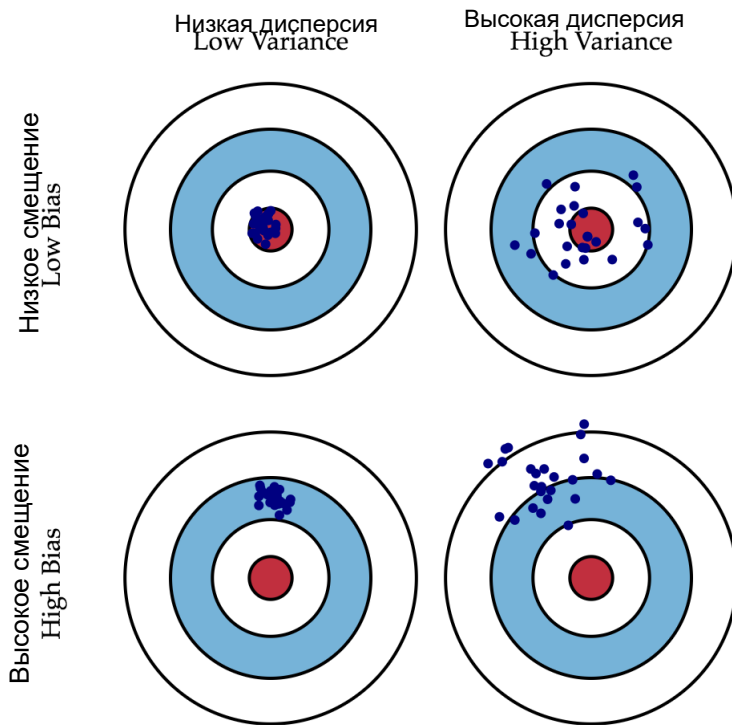 Низкая дисперсия
Low Variance
Высокая дисперсия
High Variance
Низкое смещение
Low Bias
Высокое смещение
High Bias